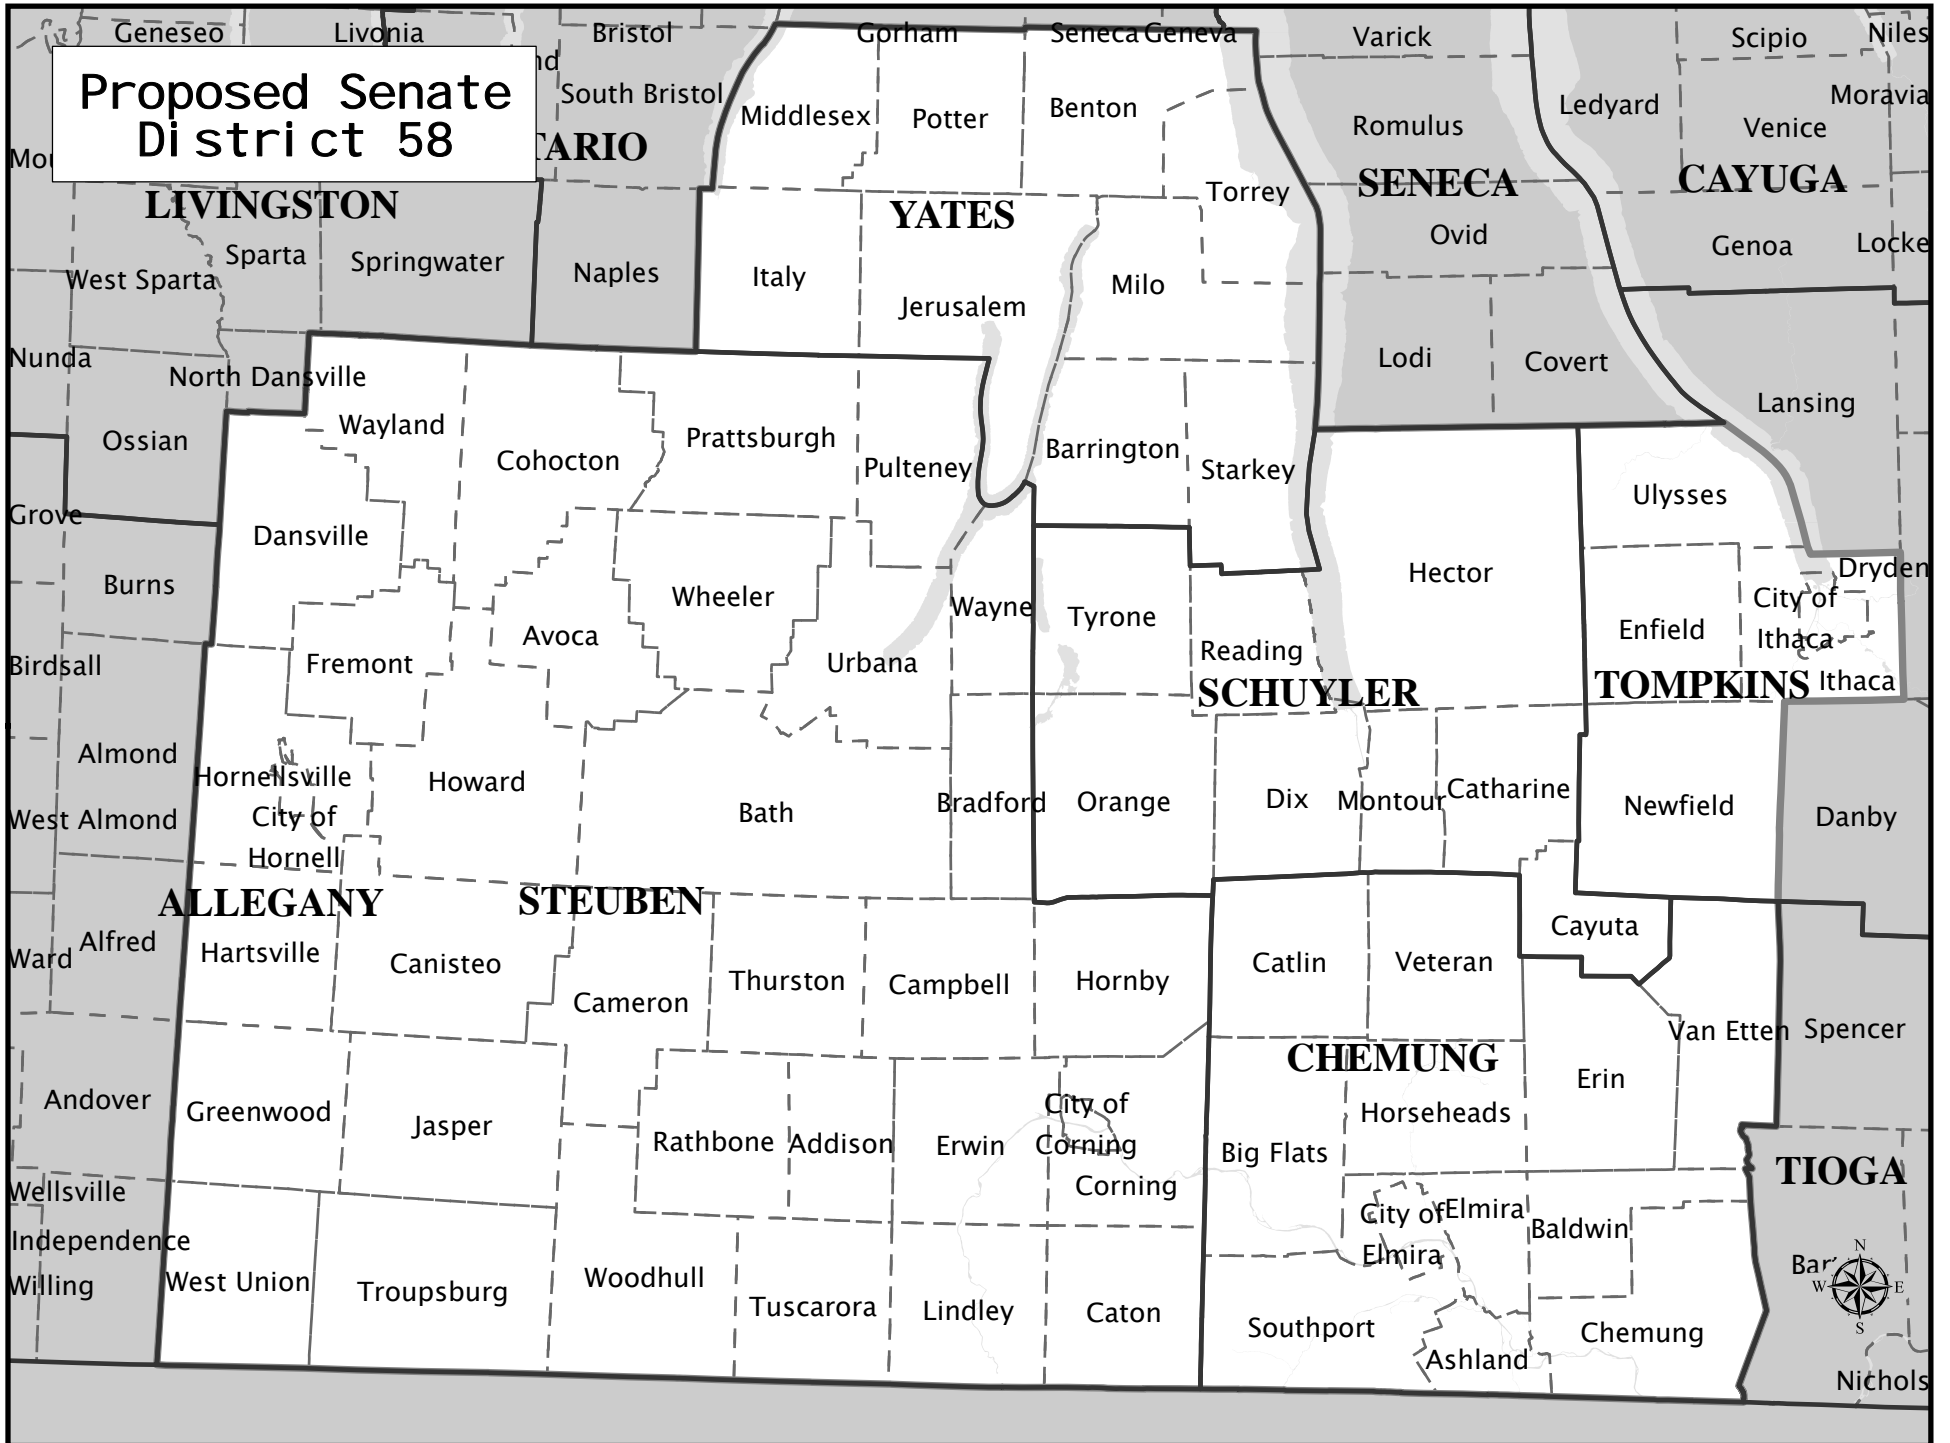 Geneseo
Livonia
Bristol
Gorham
Seneca
Geneva
Varick
Scipio
Niles
Proposed Senate
District 58
nd
South Bristol
Middlesex
Potter
Benton
Romulus
Ledyard
Venice
Moravia
Mou
TARIO
LIVINGSTON
YATES
Torrey
SENECA
CAYUGA
Sparta
Springwater
West Sparta
Naples
Italy
Jerusalem
Milo
Ovid
Genoa
Locke
Nunda
North Dansville
Lodi
Covert
Lansing
Ossian
Wayland
Cohocton
Prattsburgh
Pulteney
Barrington
Starkey
Ulysses
Grove
Dansville
Burns
Wheeler
Wayne
Tyrone
Hector
Dryden
City of
Ithaca
Enfield
Birdsall
Fremont
Avoca
Urbana
Reading
SCHUYLER
TOMPKINS
Ithaca
Almond
Hornellsville
City of
Hornell
Howard
Bath
Bradford
Orange
Dix
Montour
Catharine
Newfield
Danby
West Almond
ALLEGANY
STEUBEN
Ward
Alfred
Hartsville
Canisteo
Cameron
Thurston
Campbell
Hornby
Catlin
Veteran
Cayuta
Van Etten
Spencer
CHEMUNG
Erin
Andover
Greenwood
Jasper
Rathbone
Addison
Erwin
City of
Corning
Corning
Big Flats
Horseheads
TIOGA
Wellsville
Independence
Willing
West Union
Troupsburg
Woodhull
Tuscarora
Lindley
Caton
City of
Elmira
Elmira
Baldwin
Southport
Ashland
Chemung
Bar
N
W
E
S
Nichols